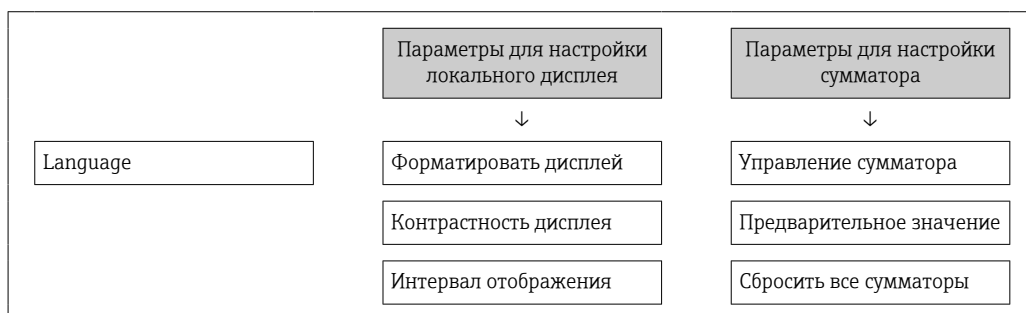 Параметры для настройки
локального дисплея
Параметры для настройки
сумматора
↓
↓
Language
Форматировать дисплей
Управление сумматора
Контрастность дисплея
Предварительное значение
Интервал отображения
Сбросить все сумматоры